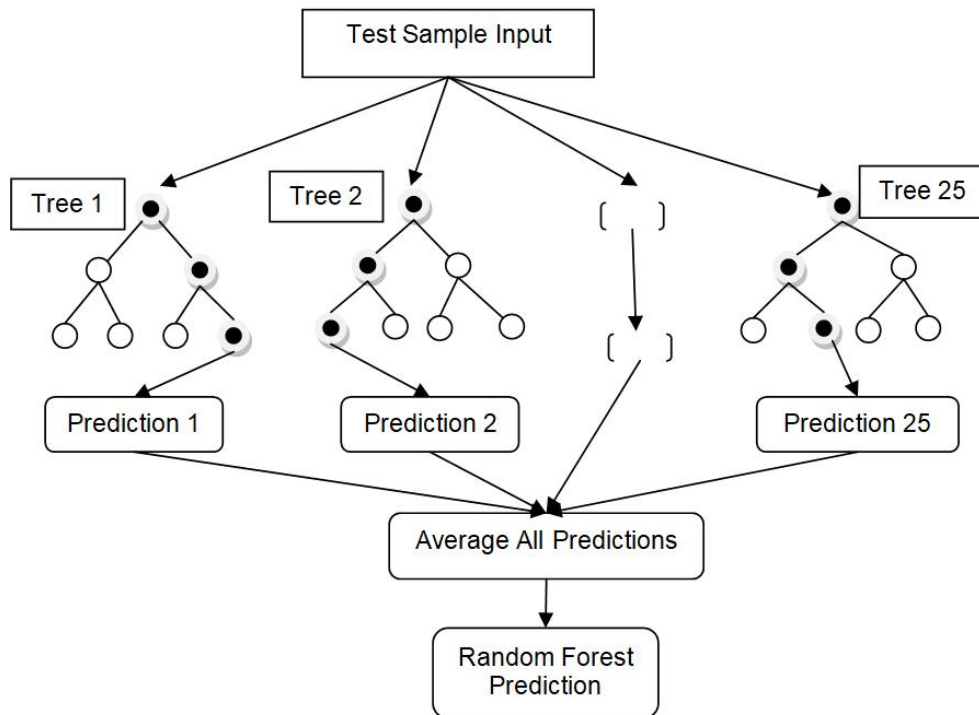 Test Sample Input
Tree 1
Tree 2
Tree 25
Prediction 1
Prediction 2
Prediction 25
Average All Predictions
Random Forest
Prediction